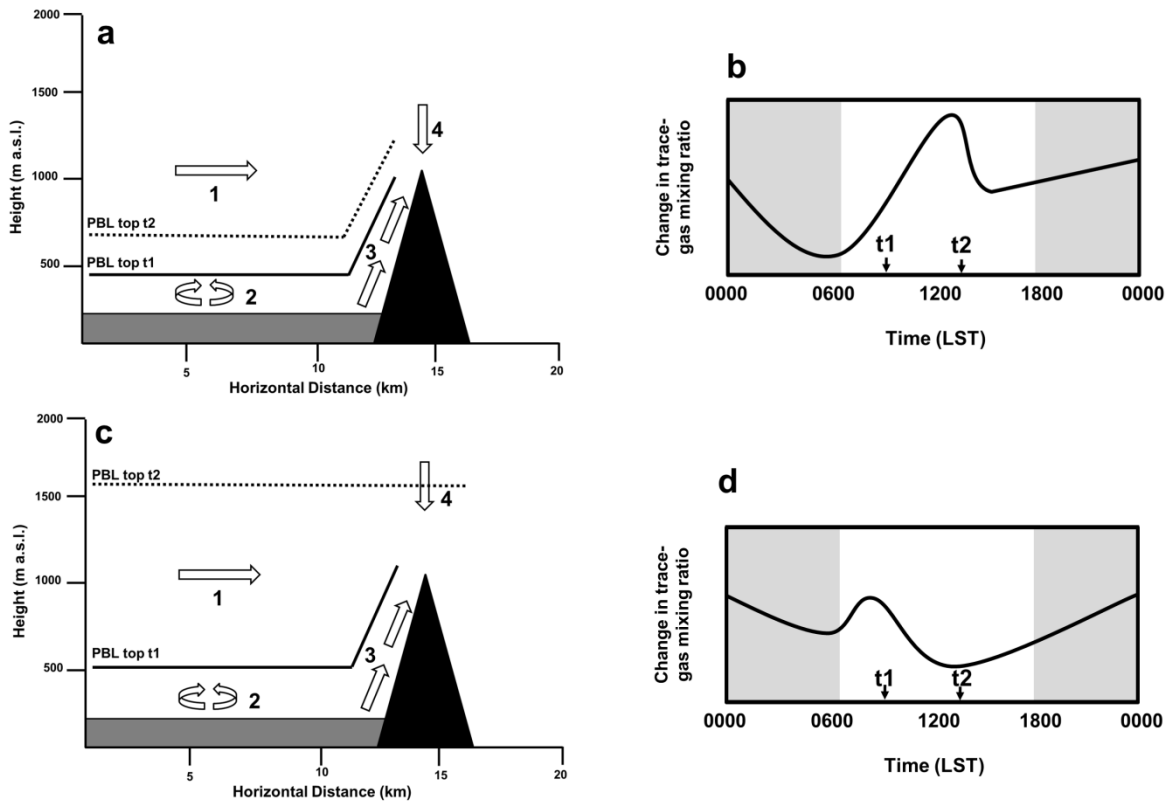 a
2000
1500
1000
500
Height (m a.s.l.)
PBL top t2
PBL top t1
1
2
3
4
5
10
15
20
Horizontal Distance (km)
b
Change in trace-
gas mixing ratio
t1
t2
0000
0600
1200
1800
0000
Time (LST)
c
2000
1500
1000
500
Height (m a.s.l.)
PBL top t2
PBL top t1
1
2
3
4
5
10
15
20
Horizontal Distance (km)
d
Change in trace-
gas mixing ratio
t1
t2
0000
0600
1200
1800
0000
Time (LST)